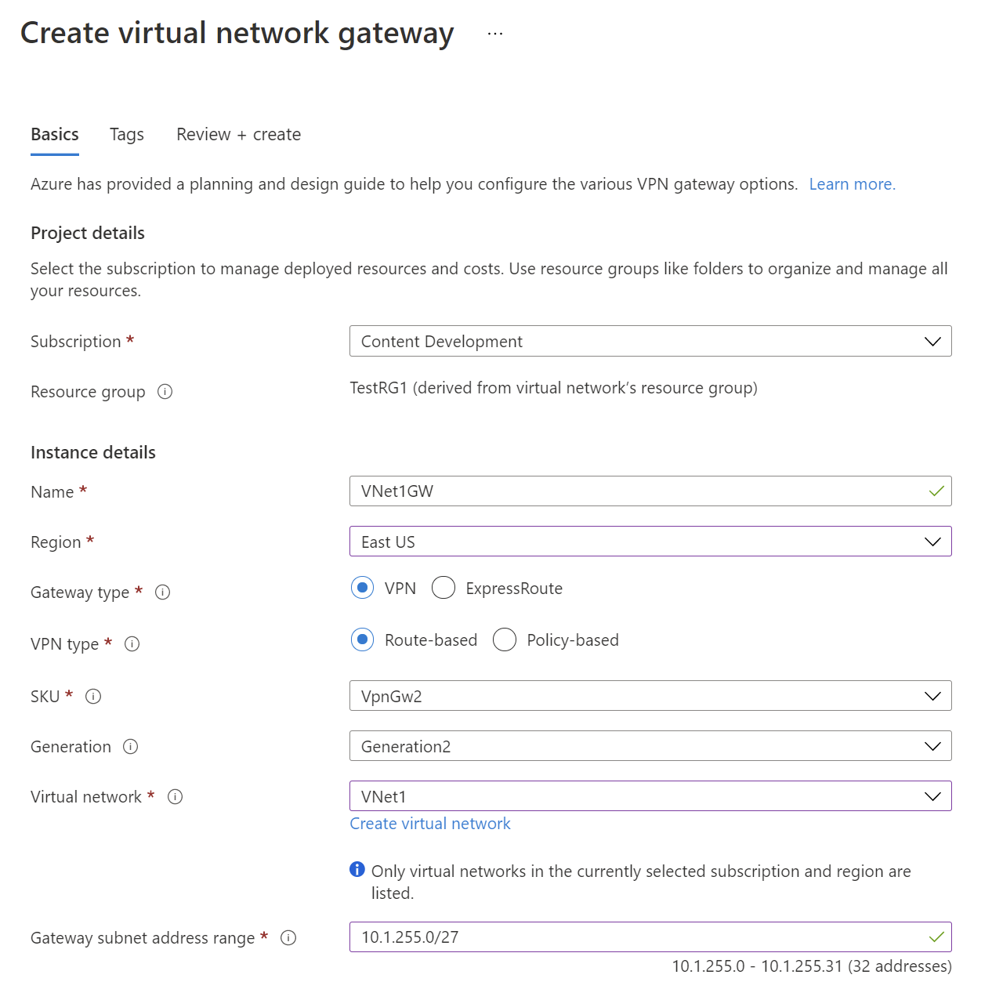 Create virtual network gateway ...
Basics Tags Review + create
Azure has provided a planning and design guide to help you configure the various VPN gateway options. Learn more.
Project details
Select the subscription to manage deployed resources and costs. Use resource groups like folders to organize and manage all
your resources.
Subscription * Content Development
Resource group TestRG1 (derived from virtual network's resource group)
Instance details
Name * VNet1GW
Region * East US
Gateway type * VPN ExpressRoute
VPN type * Route-based Policy-based
SKU * VpnGw2
Generation Generation2
Virtual network * VNet1
Create virtual network
Only virtual networks in the currently selected subscription and region are
listed.
Gateway subnet address range * 10.1.255.0/27
10.1.255.0 - 10.1.255.31 (32 addresses)